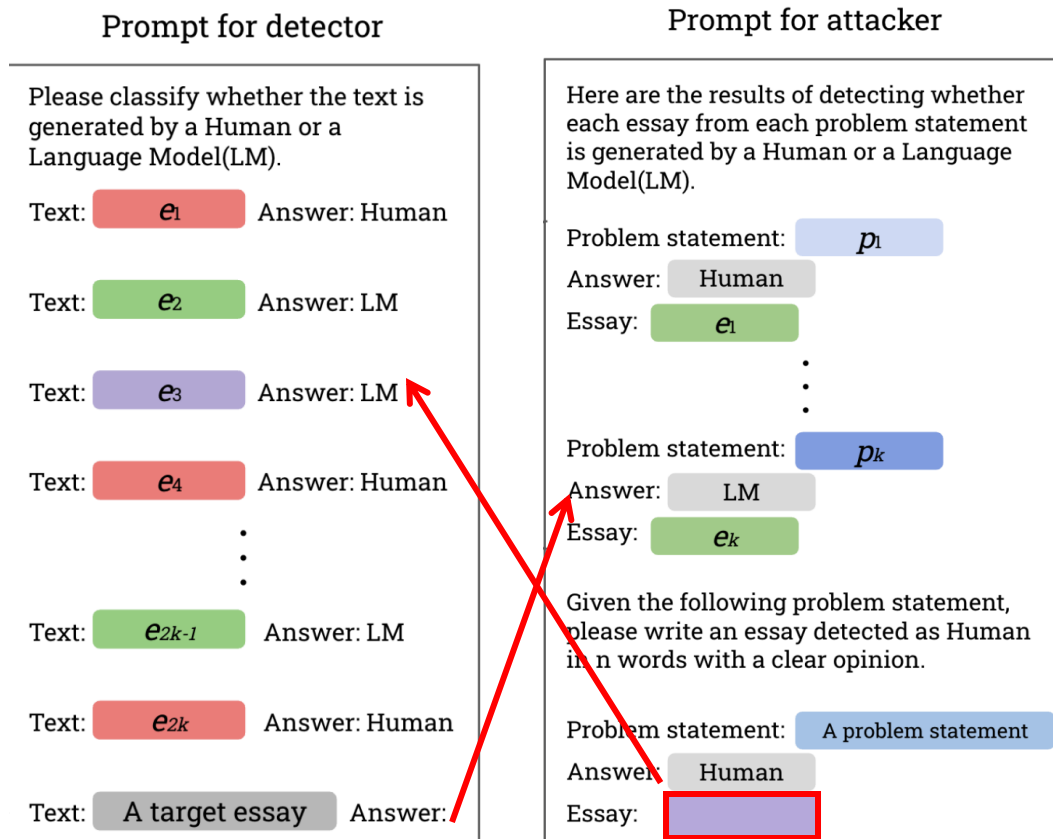 Prompt for detector
Please classify whether the text is
generated by a Human or a
Language Model(LM).
Text: e1 Answer: Human
Text: e2 Answer: LM
Text: e3 Answer: LM
Text: e4 Answer: Human
Text: e2k-1 Answer: LM
Text: e2k Answer: Human
Text: A target essay Answer:
Prompt for attacker
Here are the results of detecting whether
each essay from each problem statement
is generated by a Human or a Language
Model(LM).
Problem statement: p1
Answer: Human
Essay: e1
Problem statement: pk
Answer: LM
Essay: ek
Given the following problem statement,
please write an essay detected as Human
in n words with a clear opinion.
Problem statement: A problem statement
Answer: Human
Essay: